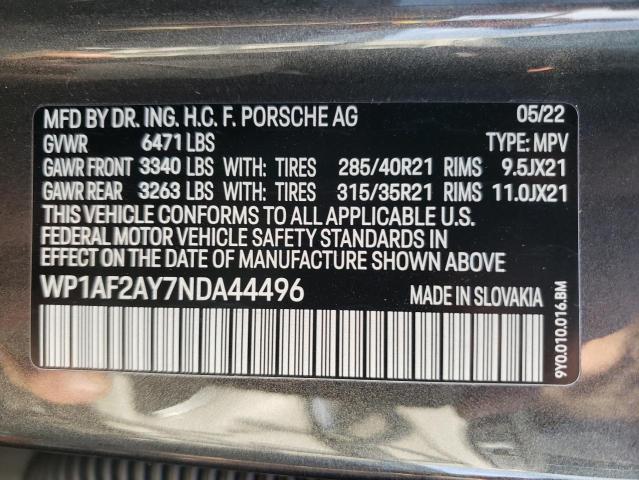 MFD BY DR. ING. H.C. F. PORSCHE AG 05/22
GVWR 6471 LBS TYPE: MPV
GAWR FRONT 3340 LBS WITH: TIRES 285/40R21 RIMS 9.5JX21
GAWR REAR 3263 LBS WITH: TIRES 315/35R21 RIMS 11.0JX21
THIS VEHICLE CONFORMS TO ALL APPLICABLE U.S.
FEDERAL MOTOR VEHICLE SAFETY STANDARDS IN
EFFECT ON THE DATE OF MANUFACTURE SHOWN ABOVE
WP1AF2AY7NDA44496 MADE IN SLOVAKIA
9Y0.010.016.BM